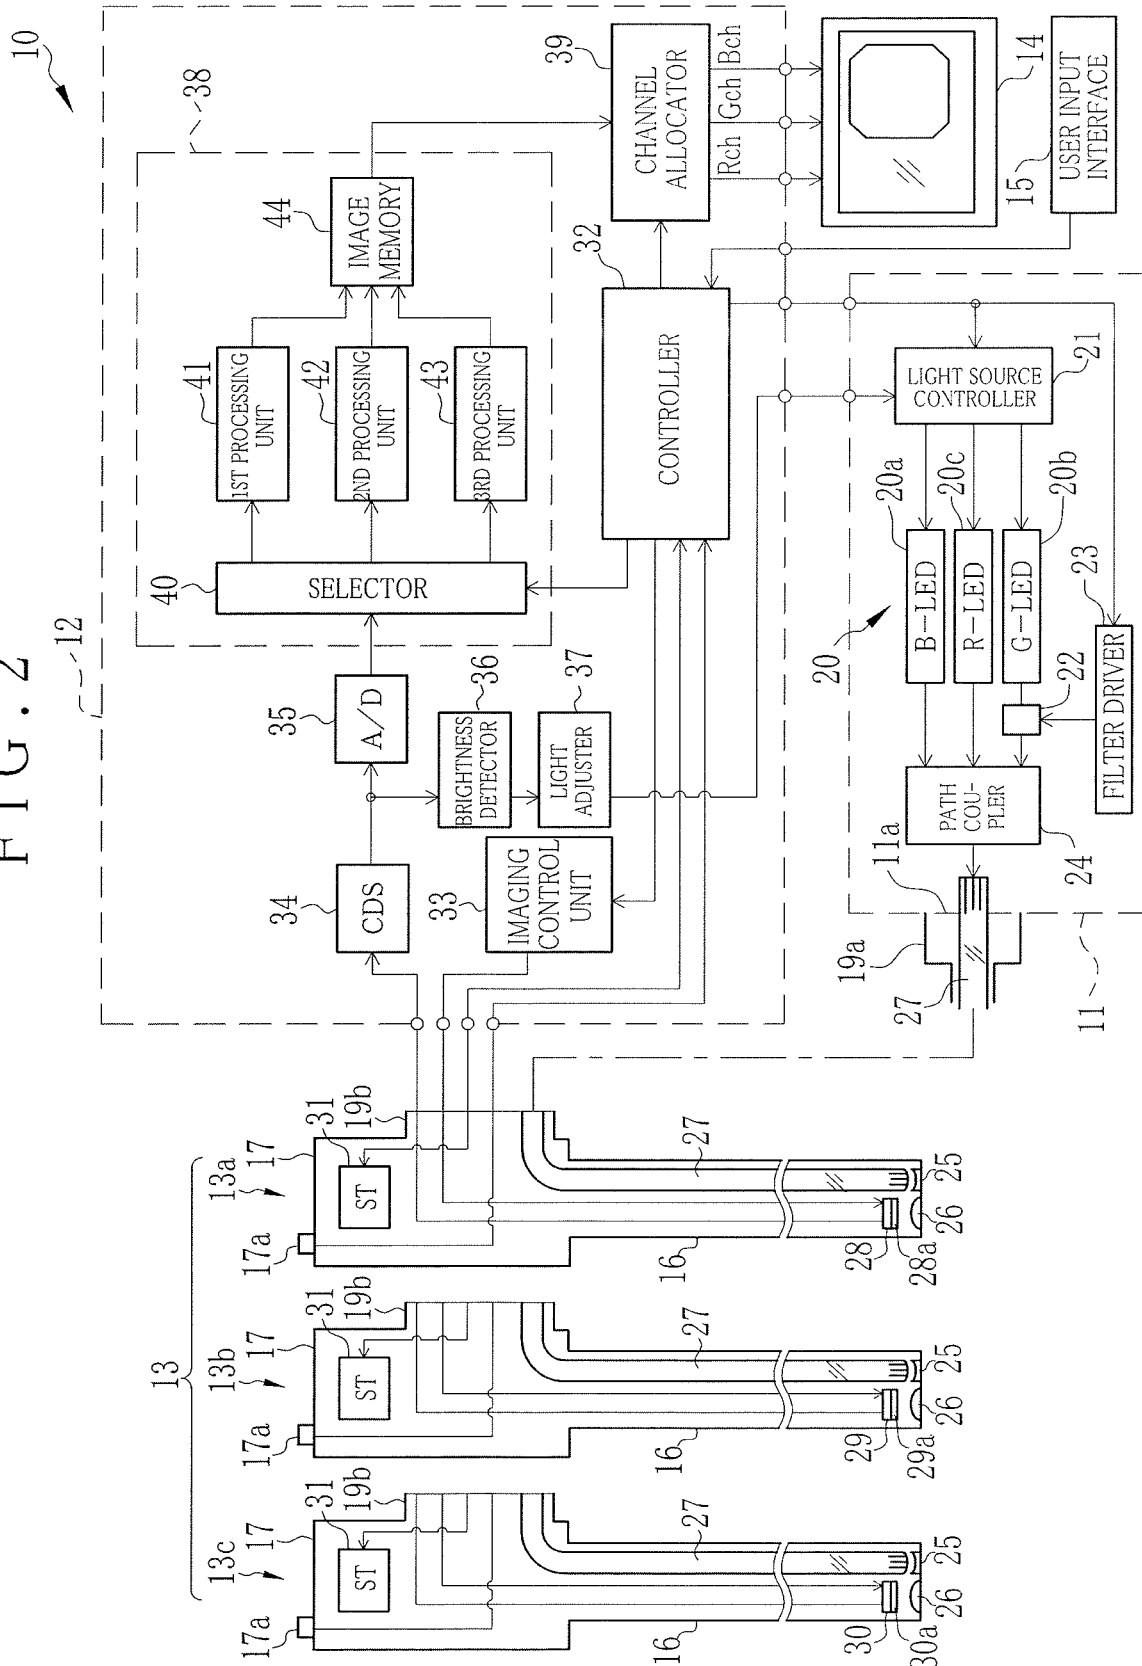 FIG. 2
10
12
38
39
CHANNEL
ALLOCATOR
Rch
Gch
Bch
14
15
USER INPUT
INTERFACE
44
IMAGE
MEMORY
32
CONTROLLER
41
1ST PROCESSING
UNIT
42
2ND PROCESSING
UNIT
43
3RD PROCESSING
UNIT
40
SELECTOR
35
A/D
36
BRIGHTNESS
DETECTOR
37
LIGHT
ADJUSTER
34
CDS
33
IMAGING
CONTROL
UNIT
21
LIGHT SOURCE
CONTROLLER
20
20a
B-LED
20c
R-LED
20b
G-LED
22
23
FILTER DRIVER
24
PATH
COU-
PLER
11a
19a
27
11
13
13a
17
17a
31
ST
19b
27
16
28
28a
26
25
13b
17
17a
31
ST
19b
27
16
29
29a
26
25
13c
17
17a
31
ST
19b
27
16
30
30a
26
25